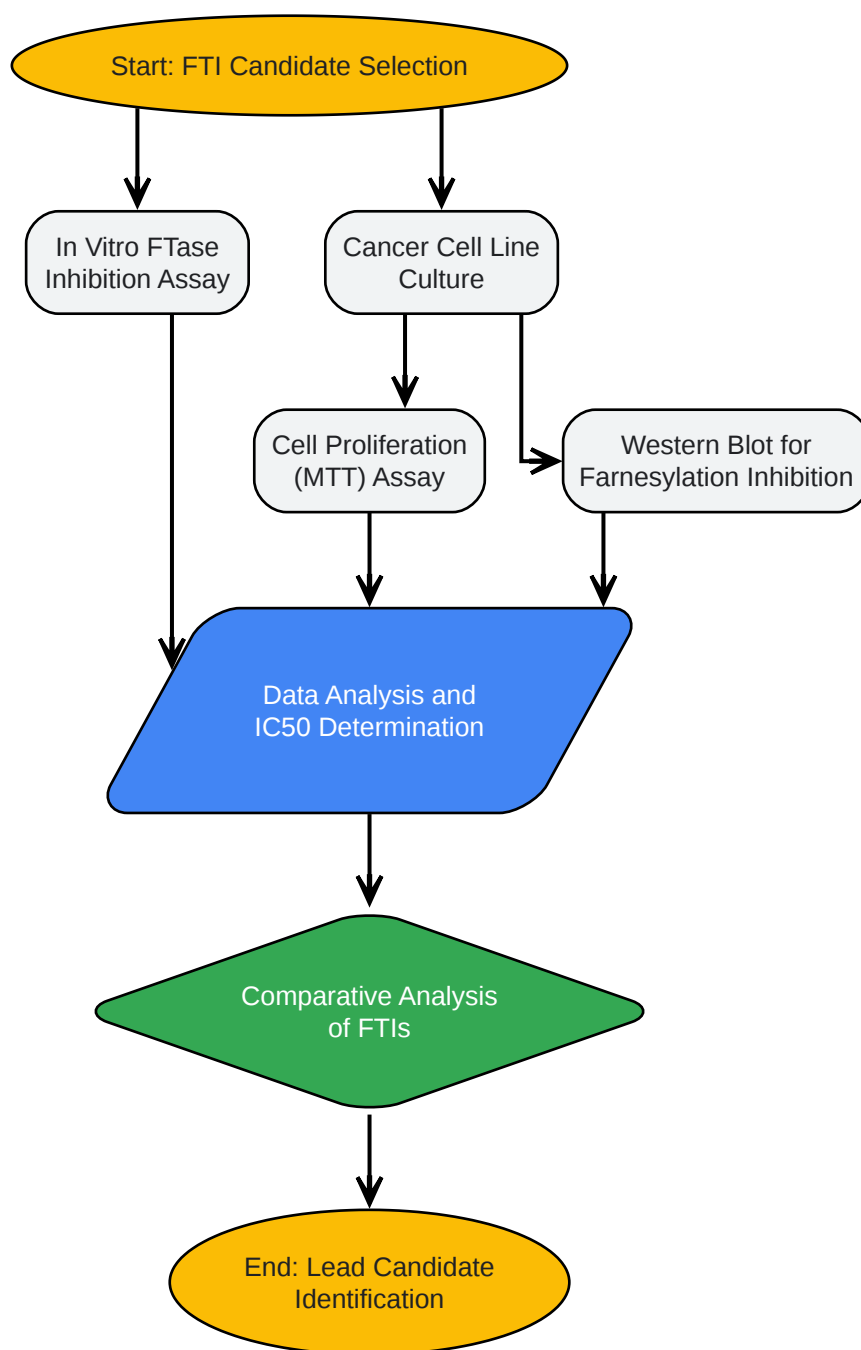 Start: FTI Candidate Selection
In Vitro FTase
Inhibition Assay
Cancer Cell Line
Culture
Cell Proliferation
(MTT) Assay
Western Blot for
Farnesylation Inhibition
Data Analysis and
IC50 Determination
Comparative Analysis
of FTIs
End: Lead Candidate
Identification